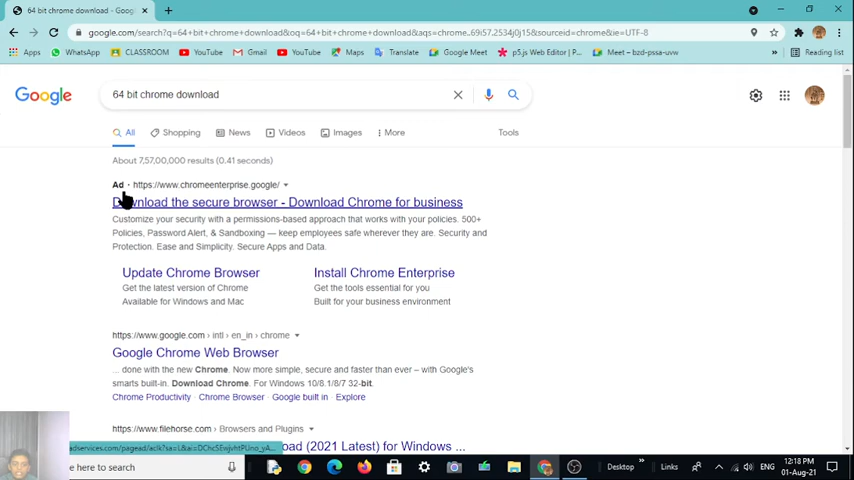 64 bit chrome download - Goog
google.com/search?q=64+bit+chrome+download&oq=64+bit+chrome+download&aqs=chrome..69i57.2534j0j15&sourceid=chrome&ie=UTF-8
Apps WhatsApp CLASSROOM YouTube Gmail YouTube Maps Translate Google Meet p5.js Web Editor | P... Meet – bzd-pssa-uvw » Reading list
Google 64 bit chrome download
All Shopping News Videos Images More Tools
About 7,57,00,000 results (0.41 seconds)
Ad · https://www.chromeenterprise.google/
Download the secure browser - Download Chrome for business
Customize your security with a permissions-based approach that works with your policies. 500+
Policies, Password Alert, & Sandboxing — keep employees safe wherever they are. Security and
Protection. Ease and Simplicity. Secure Apps and Data.
Update Chrome Browser Install Chrome Enterprise
Get the latest version of Chrome Get the tools essential for you
Available for Windows and Mac Built for your business environment
https://www.google.com › intl › en_in › chrome
Google Chrome Web Browser
... done with the new Chrome. Now more simple, secure and faster than ever – with Google's
smarts built-in. Download Chrome. For Windows 10/8.1/8/7 32-bit.
Chrome Productivity · Chrome Browser · Google built in · Explore
https://www.filehorse.com › Browsers and Plugins
oad (2021 Latest) for Windows ...
adservices.com/pagead/aclk?sa=L&ai=DChcSEwjvhtPUno_yA...
here to search Desktop » Links ENG 12:18 PM
01-Aug-21